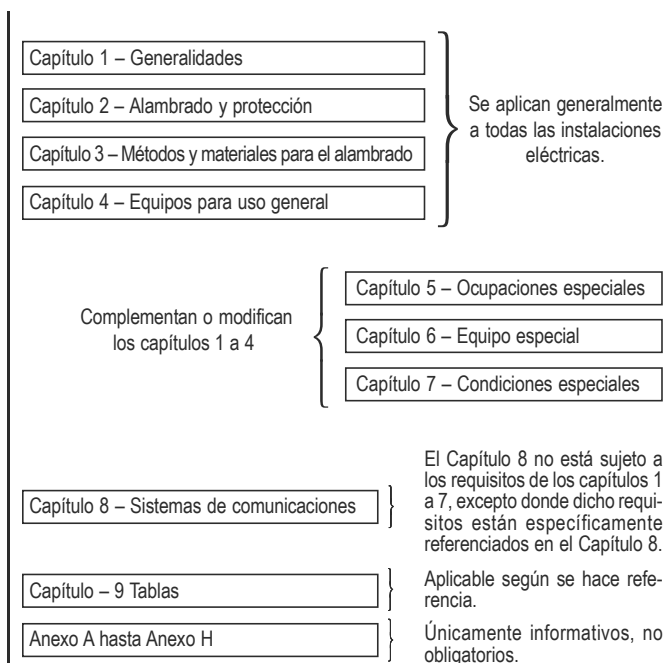 Capítulo 1 – Generalidades
Capítulo 2 – Alambrado y protección
Capítulo 3 – Métodos y materiales para el alambrado
Capítulo 4 – Equipos para uso general
Se aplican generalmente
a todas las instalaciones
eléctricas.
Complementan o modifican
los capítulos 1 a 4
Capítulo 5 – Ocupaciones especiales
Capítulo 6 – Equipo especial
Capítulo 7 – Condiciones especiales
Capítulo 8 – Sistemas de comunicaciones
El Capítulo 8 no está sujeto a
los requisitos de los capítulos 1
a 7, excepto donde dicho requi-
sitos están específicamente
referenciados en el Capítulo 8.
Capítulo – 9 Tablas
Aplicable según se hace refe-
rencia.
Anexo A hasta Anexo H
Únicamente informativos, no
obligatorios.